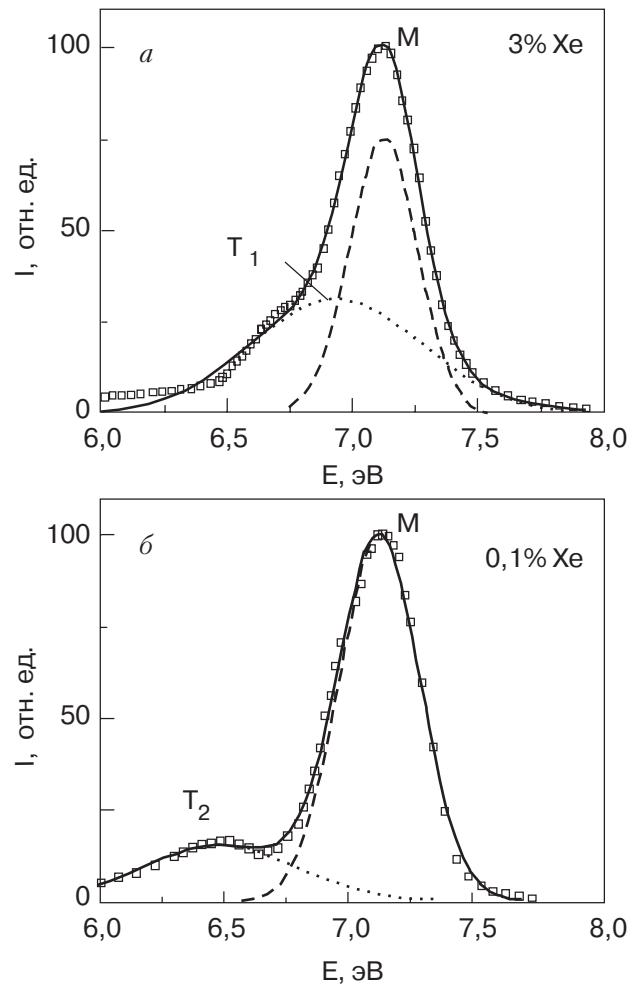 100
а
М
3% Xe
I, отн. ед.
T 1
50
0
6,0 6,5 7,0 7,5 8,0
E, эВ
100
б
М
0,1% Xe
I, отн. ед.
50
T2
0
6,0 6,5 7,0 7,5 8,0
E, эВ